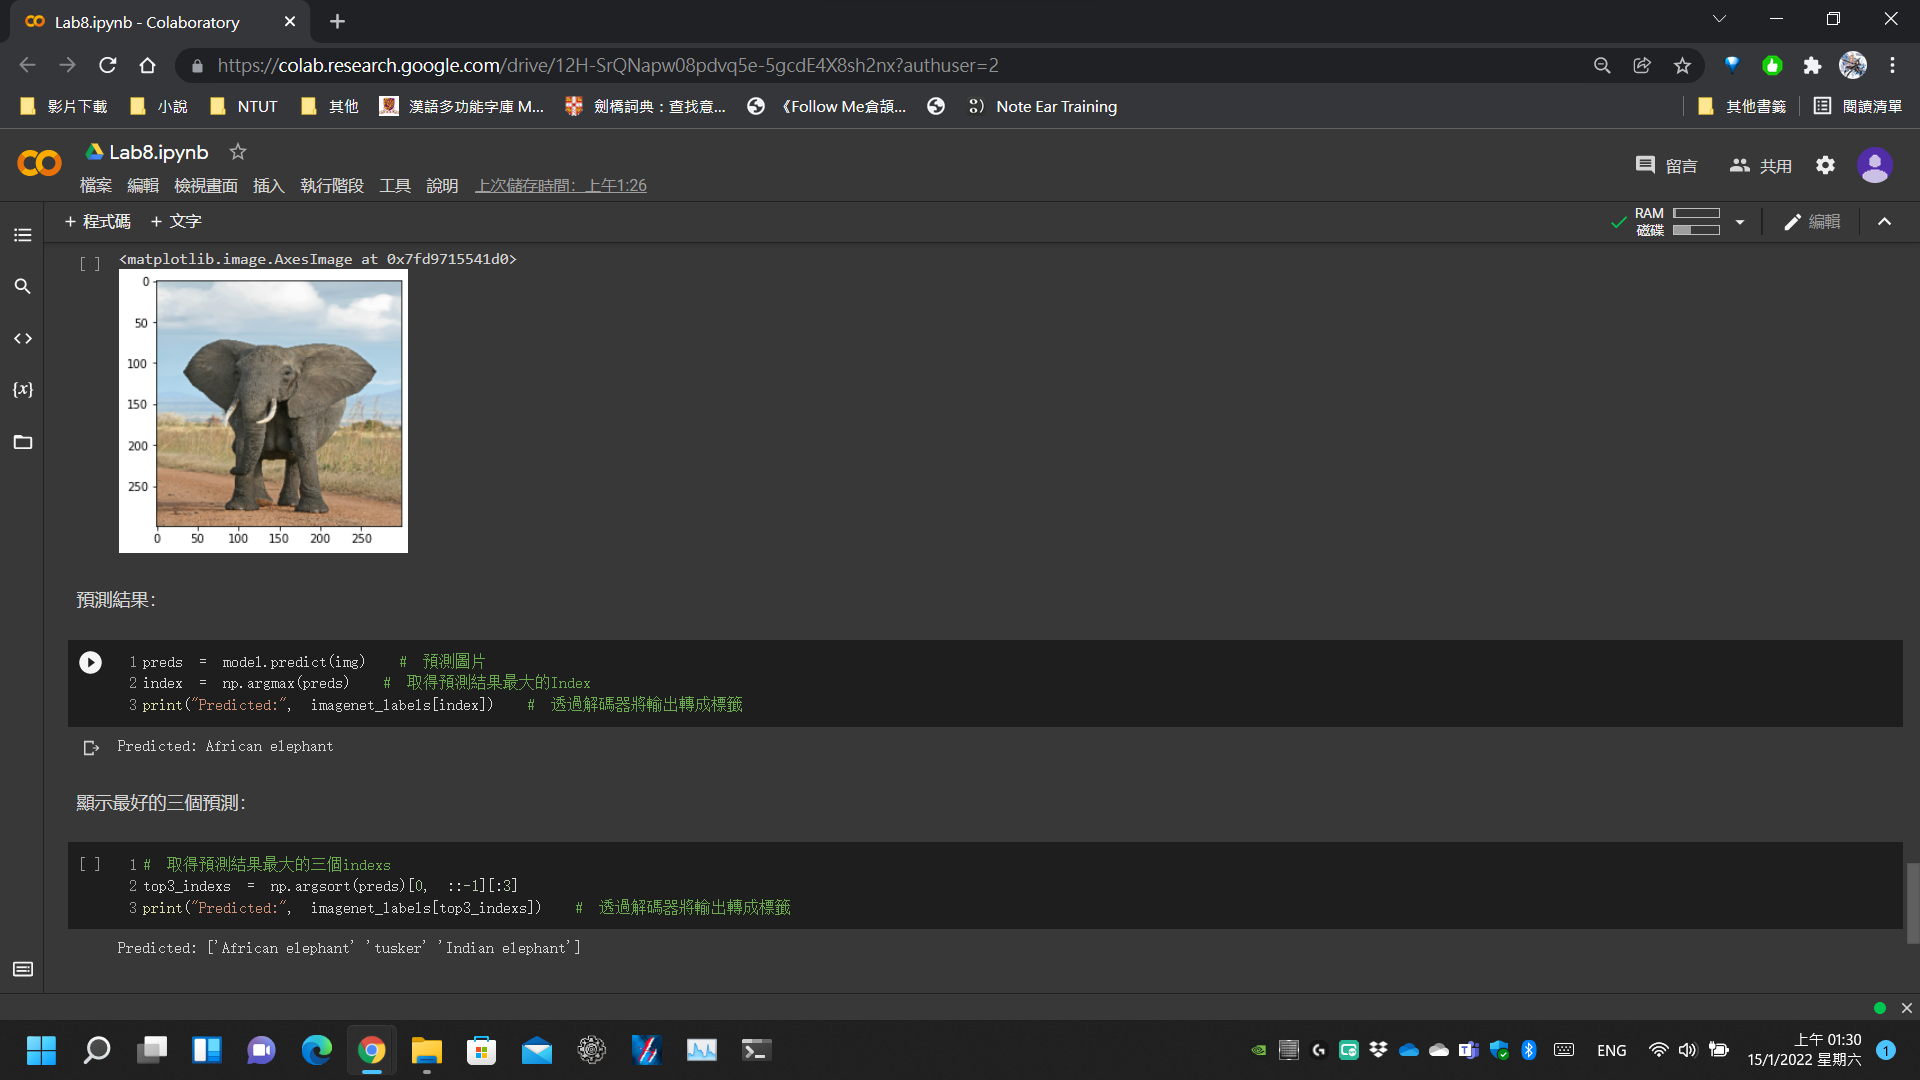 Lab8.ipynb - Colaboratory
https://colab.research.google.com/drive/12H-SrQNapw08pdvq5e-5gcdE4X8sh2nx?authuser=2
影片下載 小說 NTUT 其他 漢語多功能字庫 M... 劍橋詞典：查找意... 《Follow Me倉頡... Note Ear Training 其他書籤 閱讀清單
Lab8.ipynb
留言 共用
檔案 編輯 檢視畫面 插入 執行階段 工具 說明 上次儲存時間：上午1:26
+ 程式碼 + 文字
RAM
磁碟
編輯
[ ] <matplotlib.image.AxesImage at 0x7fd9715541d0>
0
50
100
150
200
250
0 50 100 150 200 250
預測結果：
1 preds = model.predict(img) # 預測圖片
2 index = np.argmax(preds) # 取得預測結果最大的Index
3 print("Predicted:", imagenet_labels[index]) # 透過解碼器將輸出轉成標籤
Predicted: African elephant
顯示最好的三個預測：
[ ] 1 # 取得預測結果最大的三個indexs
2 top3_indexs = np.argsort(preds)[0, ::-1][:3]
3 print("Predicted:", imagenet_labels[top3_indexs]) # 透過解碼器將輸出轉成標籤
Predicted: ['African elephant' 'tusker' 'Indian elephant']
ENG
上午 01:30
15/1/2022 星期六
1